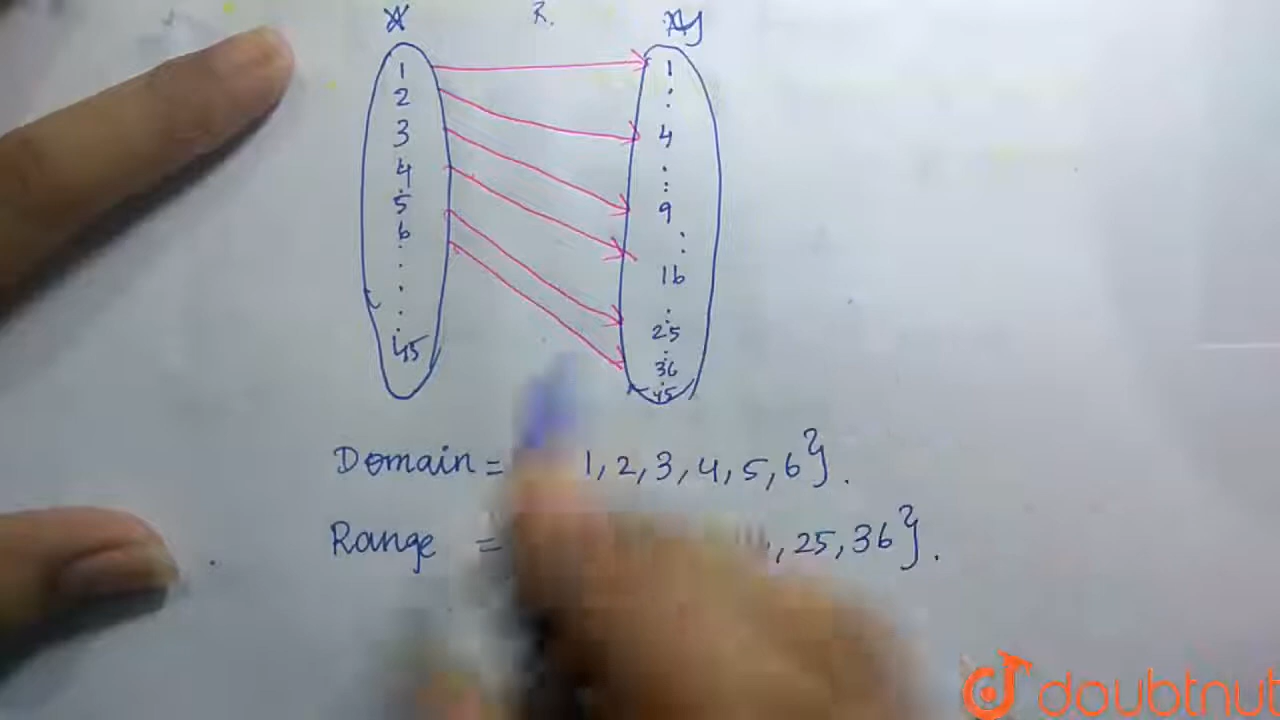 R.
y
1
1
2
3
4
4
5
9
6
16
25
45
36
45
Domain = 1, 2, 3, 4, 5, 6}.
Range = , 25, 36}.
doubtnut